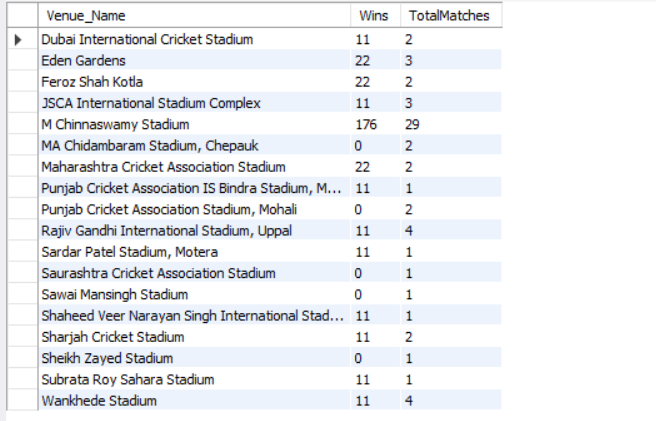 Venue_Name Wins TotalMatches
Dubai International Cricket Stadium 11 2
Eden Gardens 22 3
Feroz Shah Kotla 22 2
JSCA International Stadium Complex 11 3
M Chinnaswamy Stadium 176 29
MA Chidambaram Stadium, Chepauk 0 2
Maharashtra Cricket Association Stadium 22 2
Punjab Cricket Association IS Bindra Stadium, M... 11 1
Punjab Cricket Association Stadium, Mohali 0 2
Rajiv Gandhi International Stadium, Uppal 11 4
Sardar Patel Stadium, Motera 11 1
Saurashtra Cricket Association Stadium 0 1
Sawai Mansingh Stadium 0 1
Shaheed Veer Narayan Singh International Stad... 11 1
Sharjah Cricket Stadium 11 2
Sheikh Zayed Stadium 0 1
Subrata Roy Sahara Stadium 11 1
Wankhede Stadium 11 4